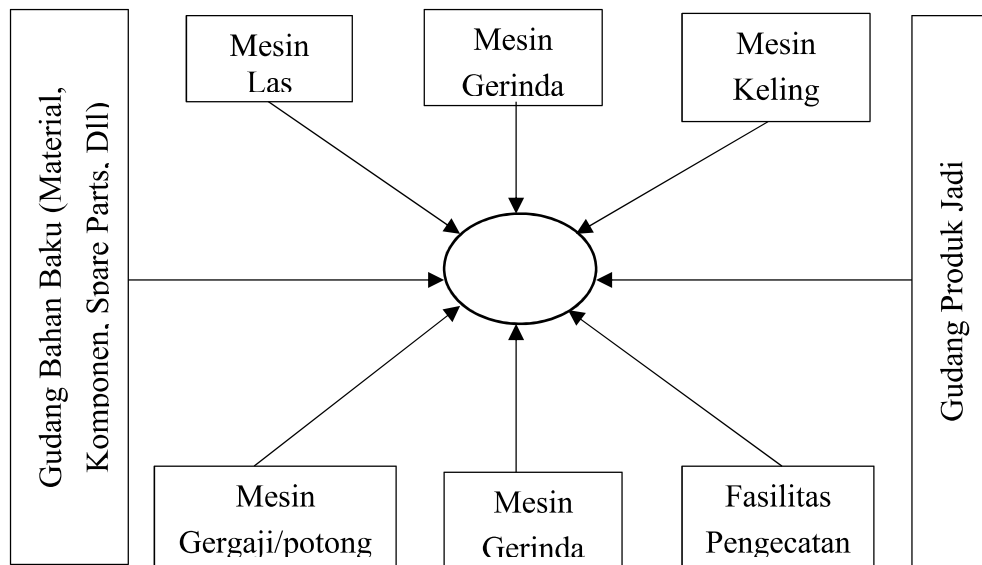 Gudang Bahan Baku (Material,
Komponen, Spare Parts, Dll)
Mesin
Las
Mesin
Gerinda
Mesin
Keling
Gudang Produk Jadi
Mesin
Gergaji/potong
Mesin
Gerinda
Fasilitas
Pengecatan